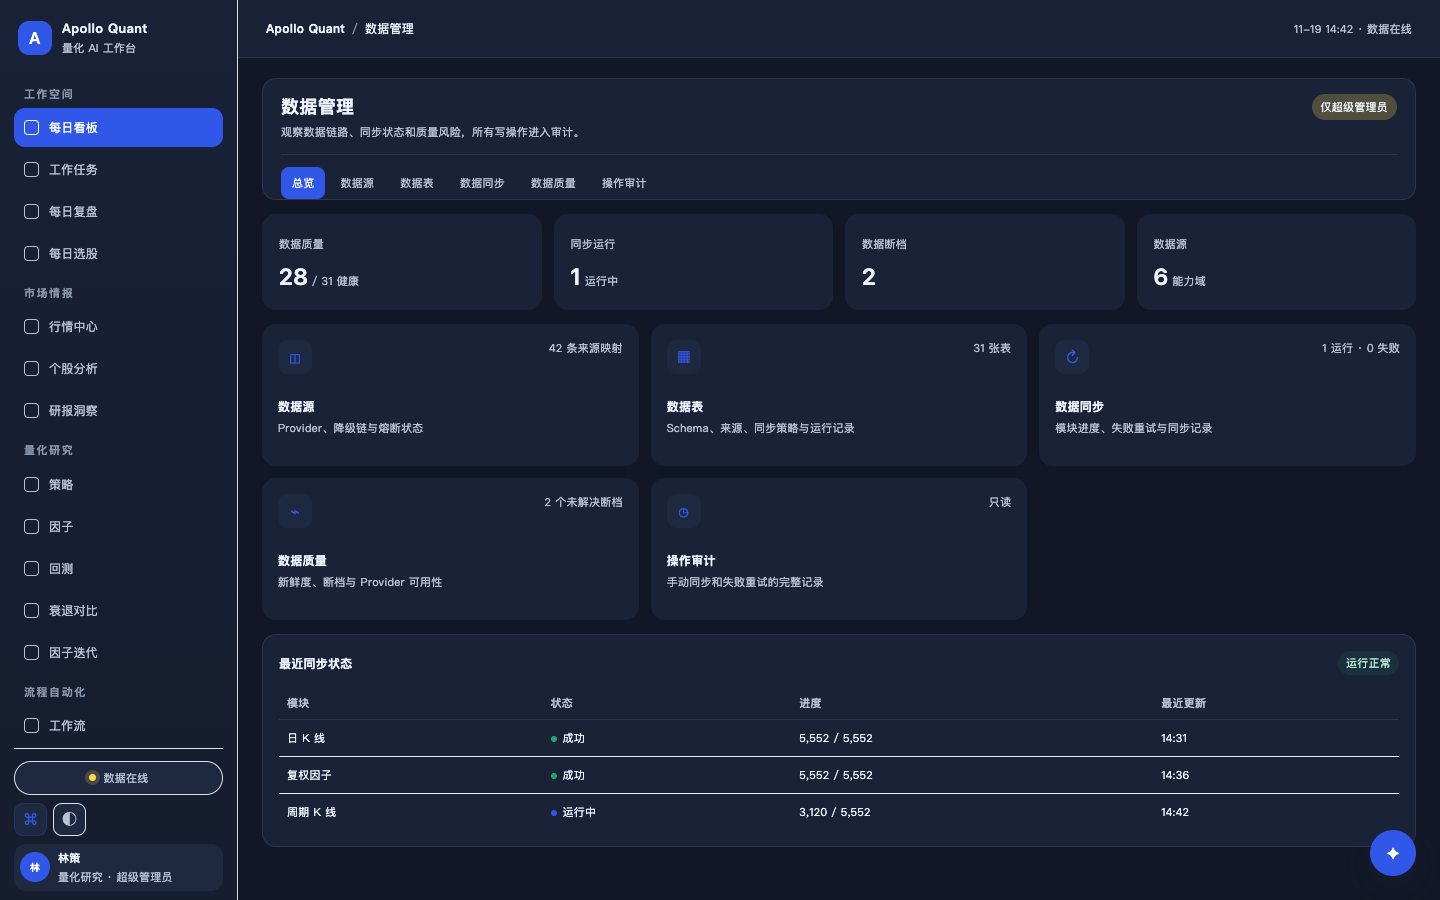 A
Apollo Quant
量化 AI 工作台
工作空间
每日看板
工作任务
每日复盘
每日选股
市场情报
行情中心
个股分析
研报洞察
量化研究
策略
因子
回测
衰退对比
因子迭代
流程自动化
工作流
数据在线
林
林策
量化研究 · 超级管理员
Apollo Quant / 数据管理
11-19 14:42 · 数据在线
数据管理
仅超级管理员
观察数据链路、同步状态和质量风险，所有写操作进入审计。
总览 数据源 数据表 数据同步 数据质量 操作审计
数据质量
28 / 31 健康
同步运行
1 运行中
数据断档
2
数据源
6 能力域
42 条来源映射
数据源
Provider、降级链与熔断状态
31 张表
数据表
Schema、来源、同步策略与运行记录
1 运行 · 0 失败
数据同步
模块进度、失败重试与同步记录
2 个未解决断档
数据质量
新鲜度、断档与 Provider 可用性
只读
操作审计
手动同步和失败重试的完整记录
最近同步状态
运行正常
模块 状态 进度 最近更新
日 K 线 成功 5,552 / 5,552 14:31
复权因子 成功 5,552 / 5,552 14:36
周期 K 线 运行中 3,120 / 5,552 14:42